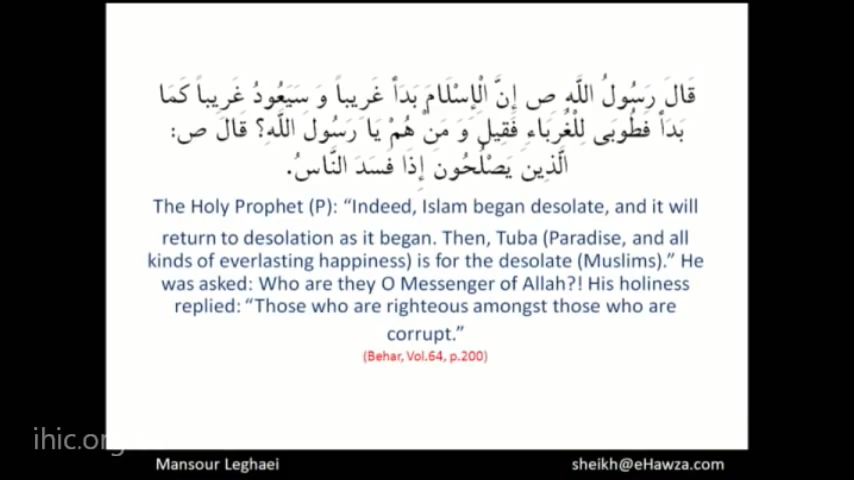 قَالَ رَسُولُ اللَّهِ ص إِنَّ الْإِسْلَامَ بَدَأَ غَرِيباً وَ سَيَعُودُ غَرِيباً كَمَا
بَدَأَ فَطُوبَى لِلْغُرَبَاءِ فَقِيلَ وَ مَنْ هُمْ يَا رَسُولَ اللَّهِ؟ قَالَ ص:
الَّذِينَ يَصْلُحُونَ إِذَا فَسَدَ النَّاسُ.
The Holy Prophet (P): “Indeed, Islam began desolate, and it will
return to desolation as it began. Then, Tuba (Paradise, and all
kinds of everlasting happiness) is for the desolate (Muslims).” He
was asked: Who are they O Messenger of Allah?! His holiness
replied: “Those who are righteous amongst those who are
corrupt.”
(Behar, Vol.64, p.200)
Mansour Leghaei sheikh@eHawza.com